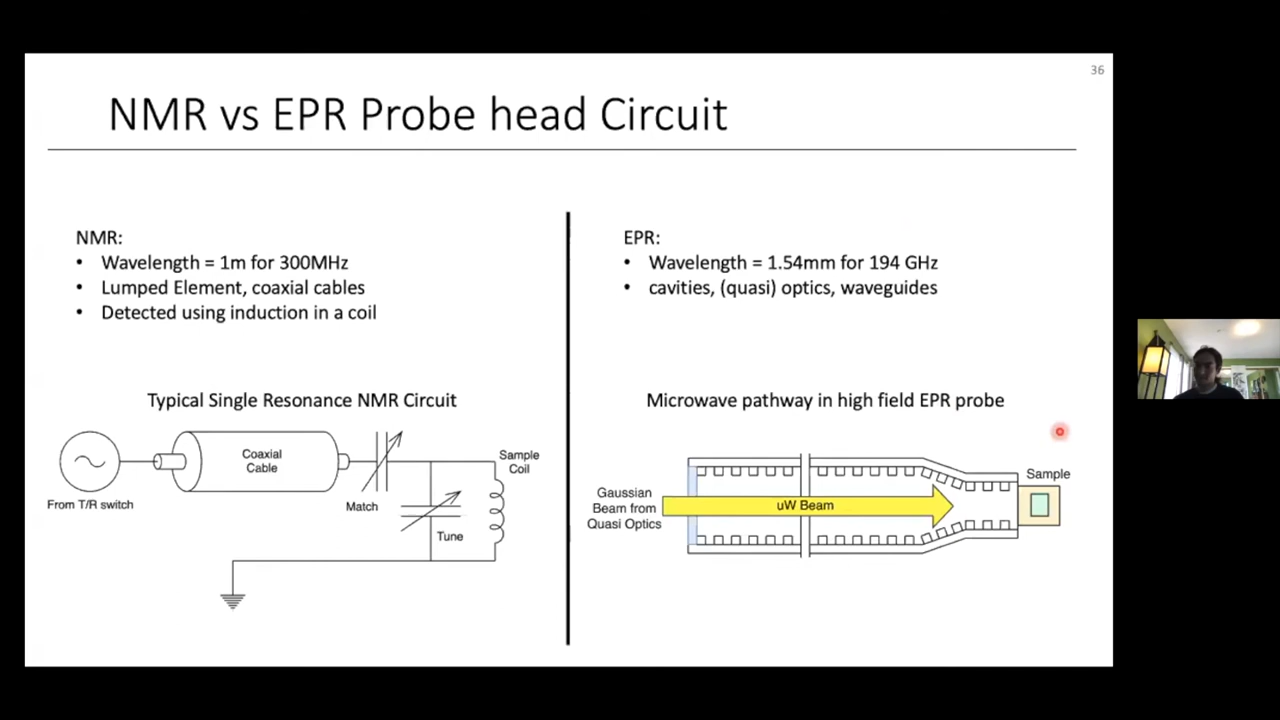 36
NMR vs EPR Probe head Circuit
NMR:
• Wavelength = 1m for 300MHz
• Lumped Element, coaxial cables
• Detected using induction in a coil
EPR:
• Wavelength = 1.54mm for 194 GHz
• cavities, (quasi) optics, waveguides
Typical Single Resonance NMR Circuit
Coaxial
Cable
Sample
Coil
From T/R switch
Match
Tune
Microwave pathway in high field EPR probe
Sample
Gaussian
Beam from
Quasi Optics
uW Beam